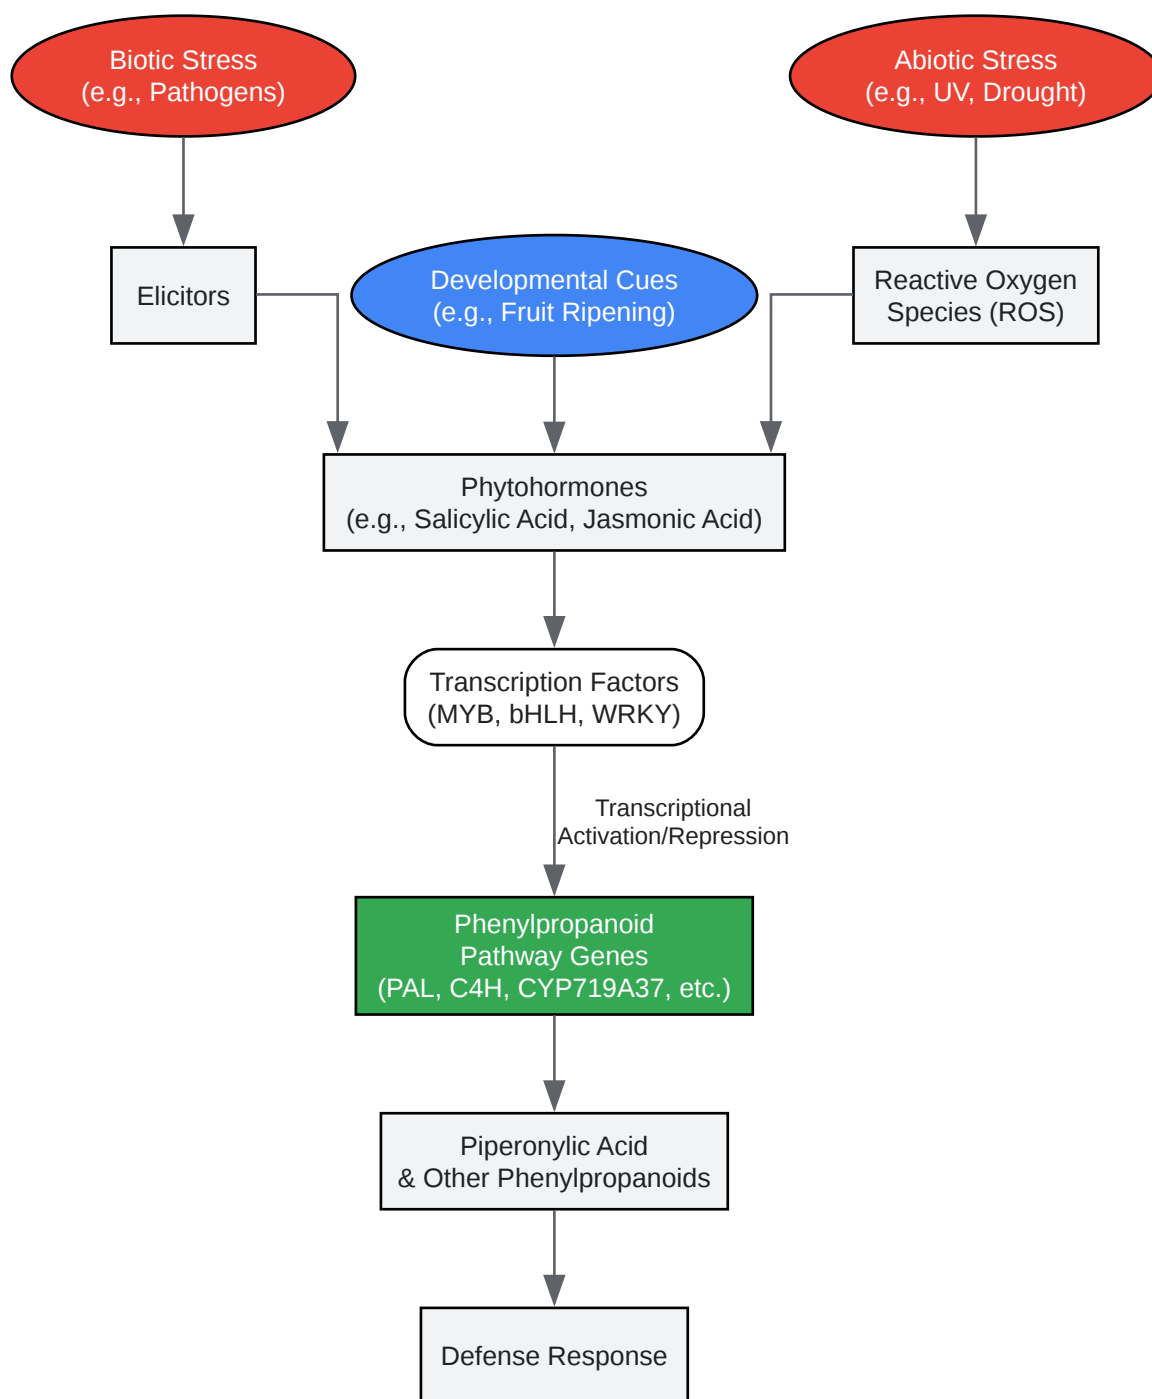 Biotic Stress
(e.g., Pathogens)
Abiotic Stress
(e.g., UV, Drought)
Elicitors
Developmental Cues
(e.g., Fruit Ripening)
Reactive Oxygen
Species (ROS)
Phytohormones
(e.g., Salicylic Acid, Jasmonic Acid)
Transcription Factors
(MYB, bHLH, WRKY)
Transcriptional
Activation/Repression
Phenylpropanoid
Pathway Genes
(PAL, C4H, CYP719A37, etc.)
Piperonylic Acid
& Other Phenylpropanoids
Defense Response